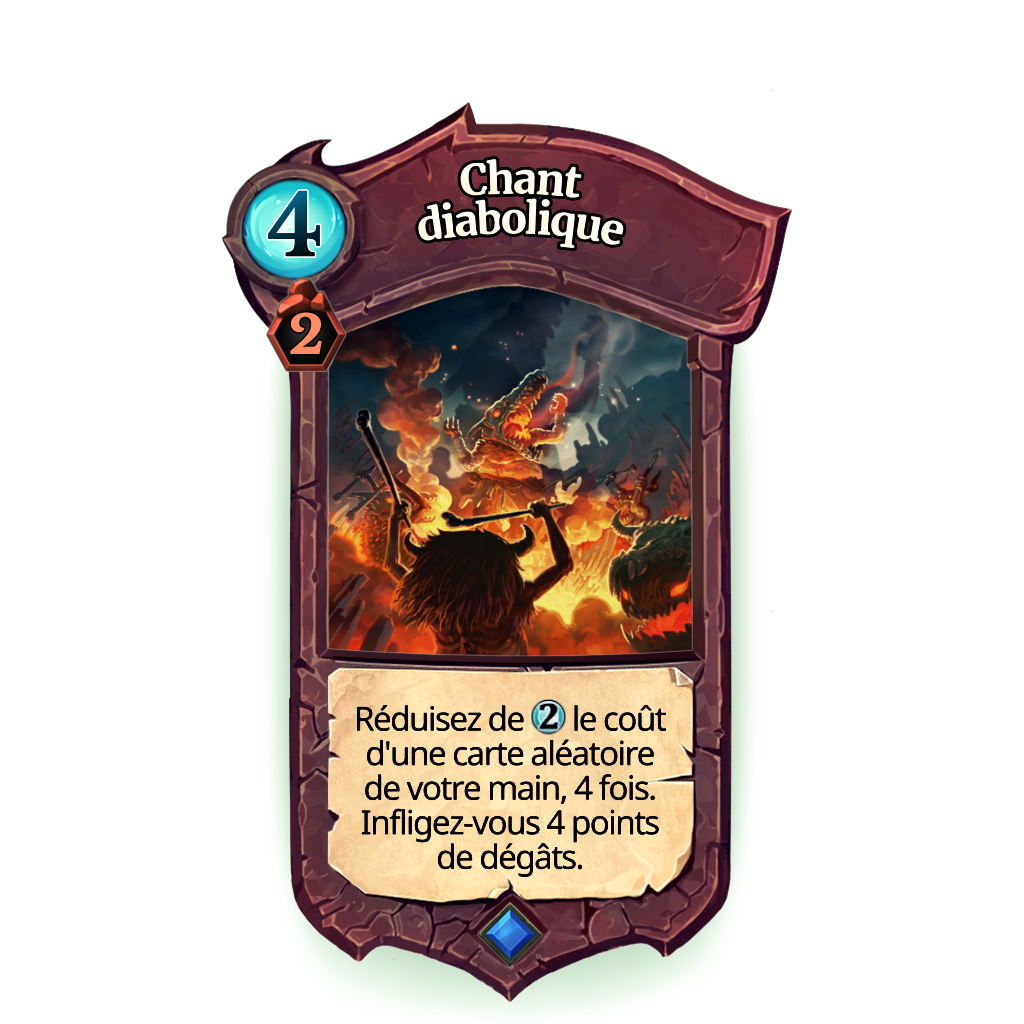 Chant
diabolique
4
2
Réduisez de 2 le coût
d'une carte aléatoire
de votre main, 4 fois.
Infligez-vous 4 points
de dégâts.